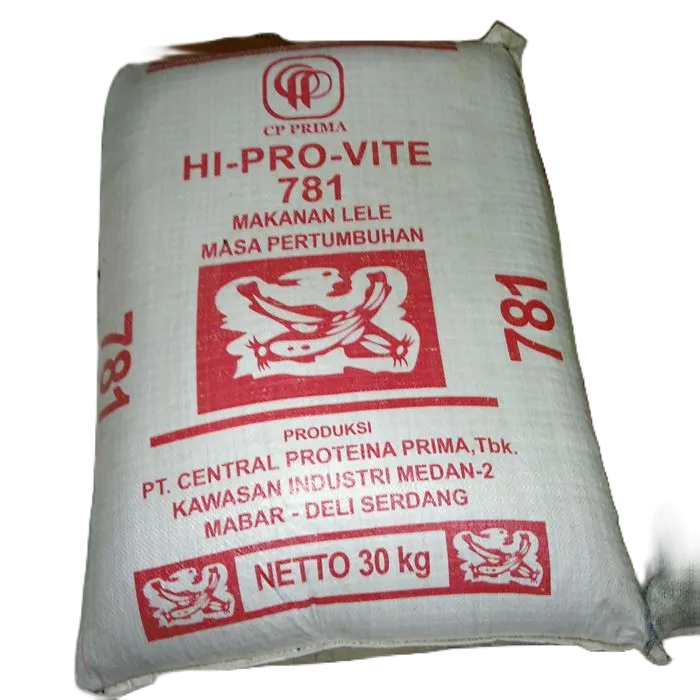 CP PRIMA
HI-PRO-VITE
781
MAKANAN LELE
MASA PERTUMBUHAN
781
781
PRODUKSI
PT. CENTRAL PROTEINA PRIMA,Tbk.
KAWASAN INDUSTRI MEDAN-2
MABAR - DELI SERDANG
NETTO 30 kg